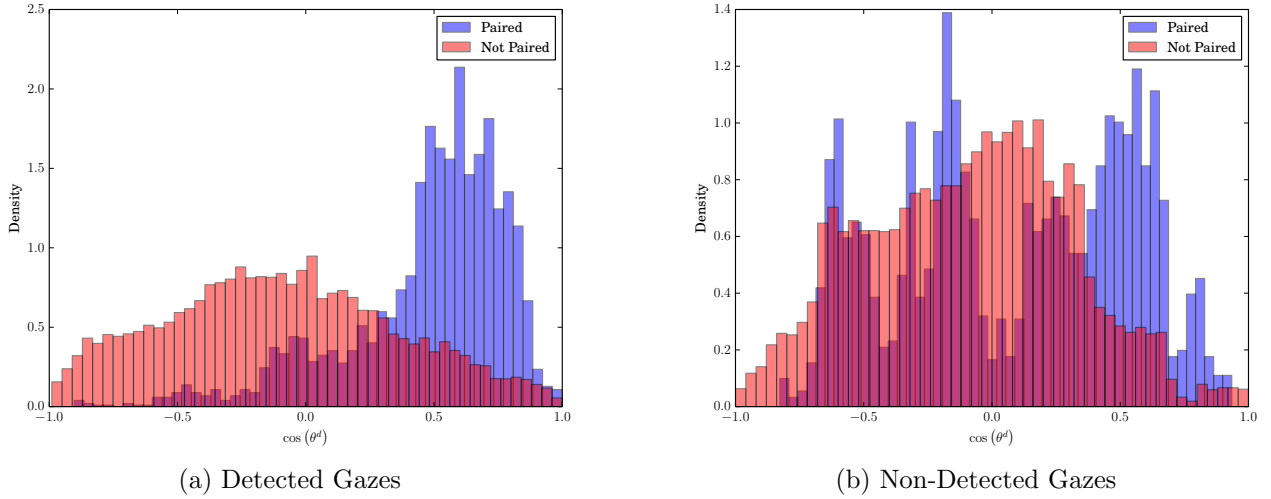 2.5
2.0
1.5
1.0
0.5
0.0
Density
−1.0 −0.5 0.0 0.5 1.0
cos (θ^d)
Paired
Not Paired
(a) Detected Gazes
1.4
1.2
1.0
0.8
0.6
0.4
0.2
0.0
Density
−1.0 −0.5 0.0 0.5 1.0
cos (θ^d)
Paired
Not Paired
(b) Non-Detected Gazes